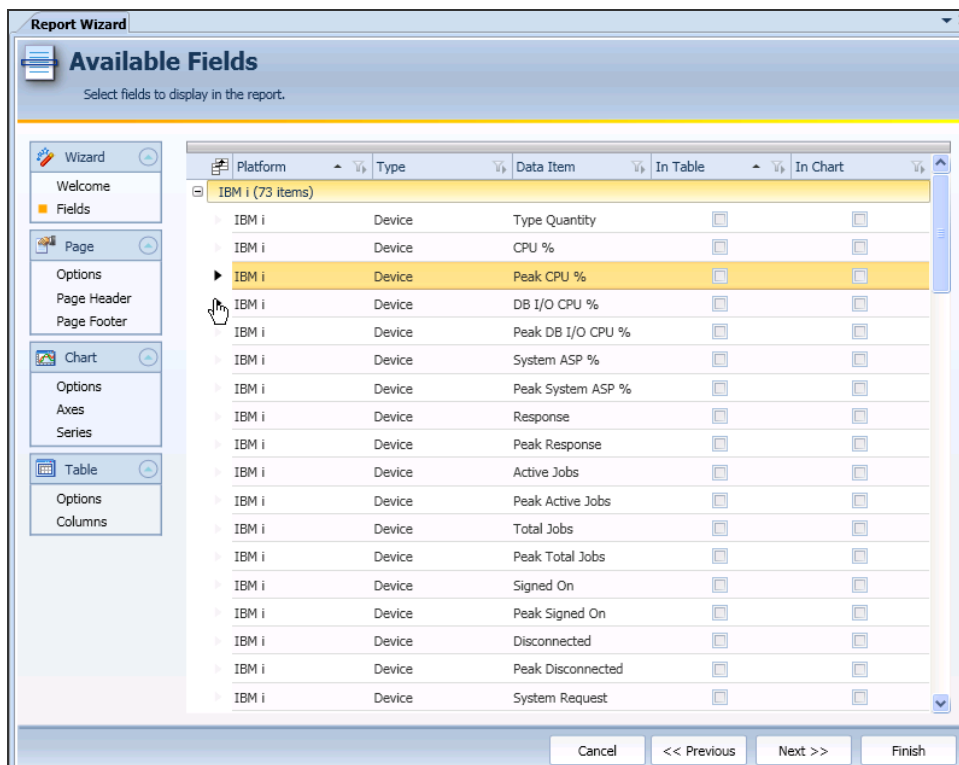 Report Wizard
Available Fields
Select fields to display in the report.
Wizard
Welcome
Fields
Page
Options
Page Header
Page Footer
Chart
Options
Axes
Series
Table
Options
Columns
Platform Type Data Item In Table In Chart
IBM i (73 items)
IBM i Device Type Quantity
IBM i Device CPU %
IBM i Device Peak CPU %
IBM i Device DB I/O CPU %
IBM i Device Peak DB I/O CPU %
IBM i Device System ASP %
IBM i Device Peak System ASP %
IBM i Device Response
IBM i Device Peak Response
IBM i Device Active Jobs
IBM i Device Peak Active Jobs
IBM i Device Total Jobs
IBM i Device Peak Total Jobs
IBM i Device Signed On
IBM i Device Peak Signed On
IBM i Device Disconnected
IBM i Device Peak Disconnected
IBM i Device System Request
Cancel << Previous Next >> Finish